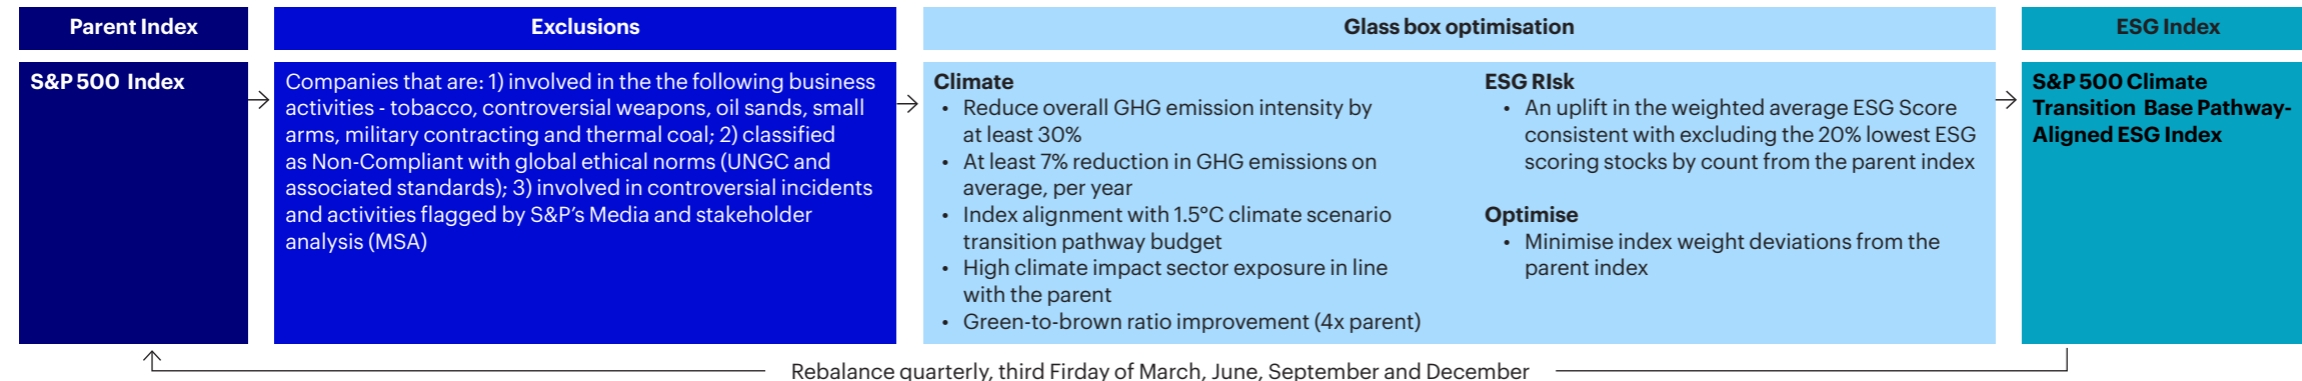 Parent Index
Exclusions
Glass box optimisation
ESG Index
S&P 500 Index
Companies that are: 1) involved in the the following business
activities - tobacco, controversial weapons, oil sands, small
arms, military contracting and thermal coal; 2) classified
as Non-Compliant with global ethical norms (UNGC and
associated standards); 3) involved in controversial incidents
and activities flagged by S&P's Media and stakeholder
analysis (MSA)
Climate
• Reduce overall GHG emission intensity by
at least 30%
• At least 7% reduction in GHG emissions on
average, per year
• Index alignment with 1.5°C climate scenario
transition pathway budget
• High climate impact sector exposure in line
with the parent
• Green-to-brown ratio improvement (4x parent)
ESG RIsk
• An uplift in the weighted average ESG Score
consistent with excluding the 20% lowest ESG
scoring stocks by count from the parent index
Optimise
• Minimise index weight deviations from the
parent index
S&P 500 Climate
Transition Base Pathway-
Aligned ESG Index
Rebalance quarterly, third Firday of March, June, September and December